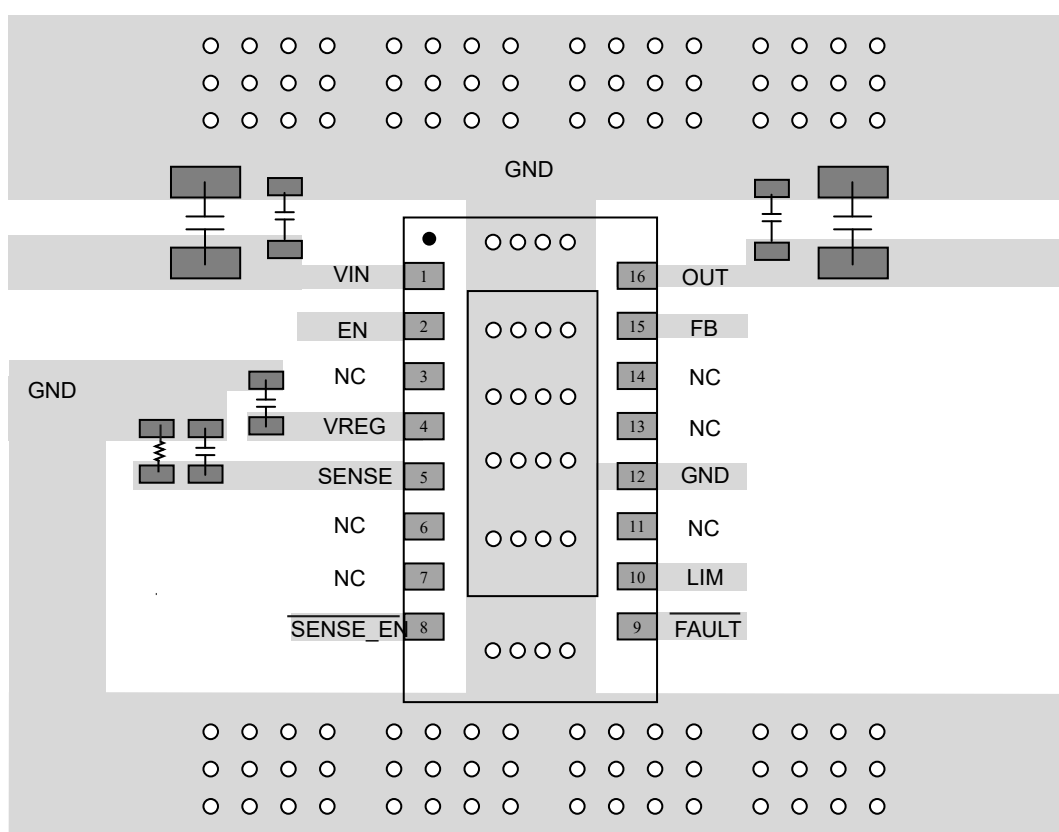 GND
VIN 1 16 OUT
EN 2 15 FB
NC 3 14 NC
GND
VREG 4 13 NC
SENSE 5 12 GND
NC 6 11 NC
NC 7 10 LIM
SENSE_EN 8 9 FAULT